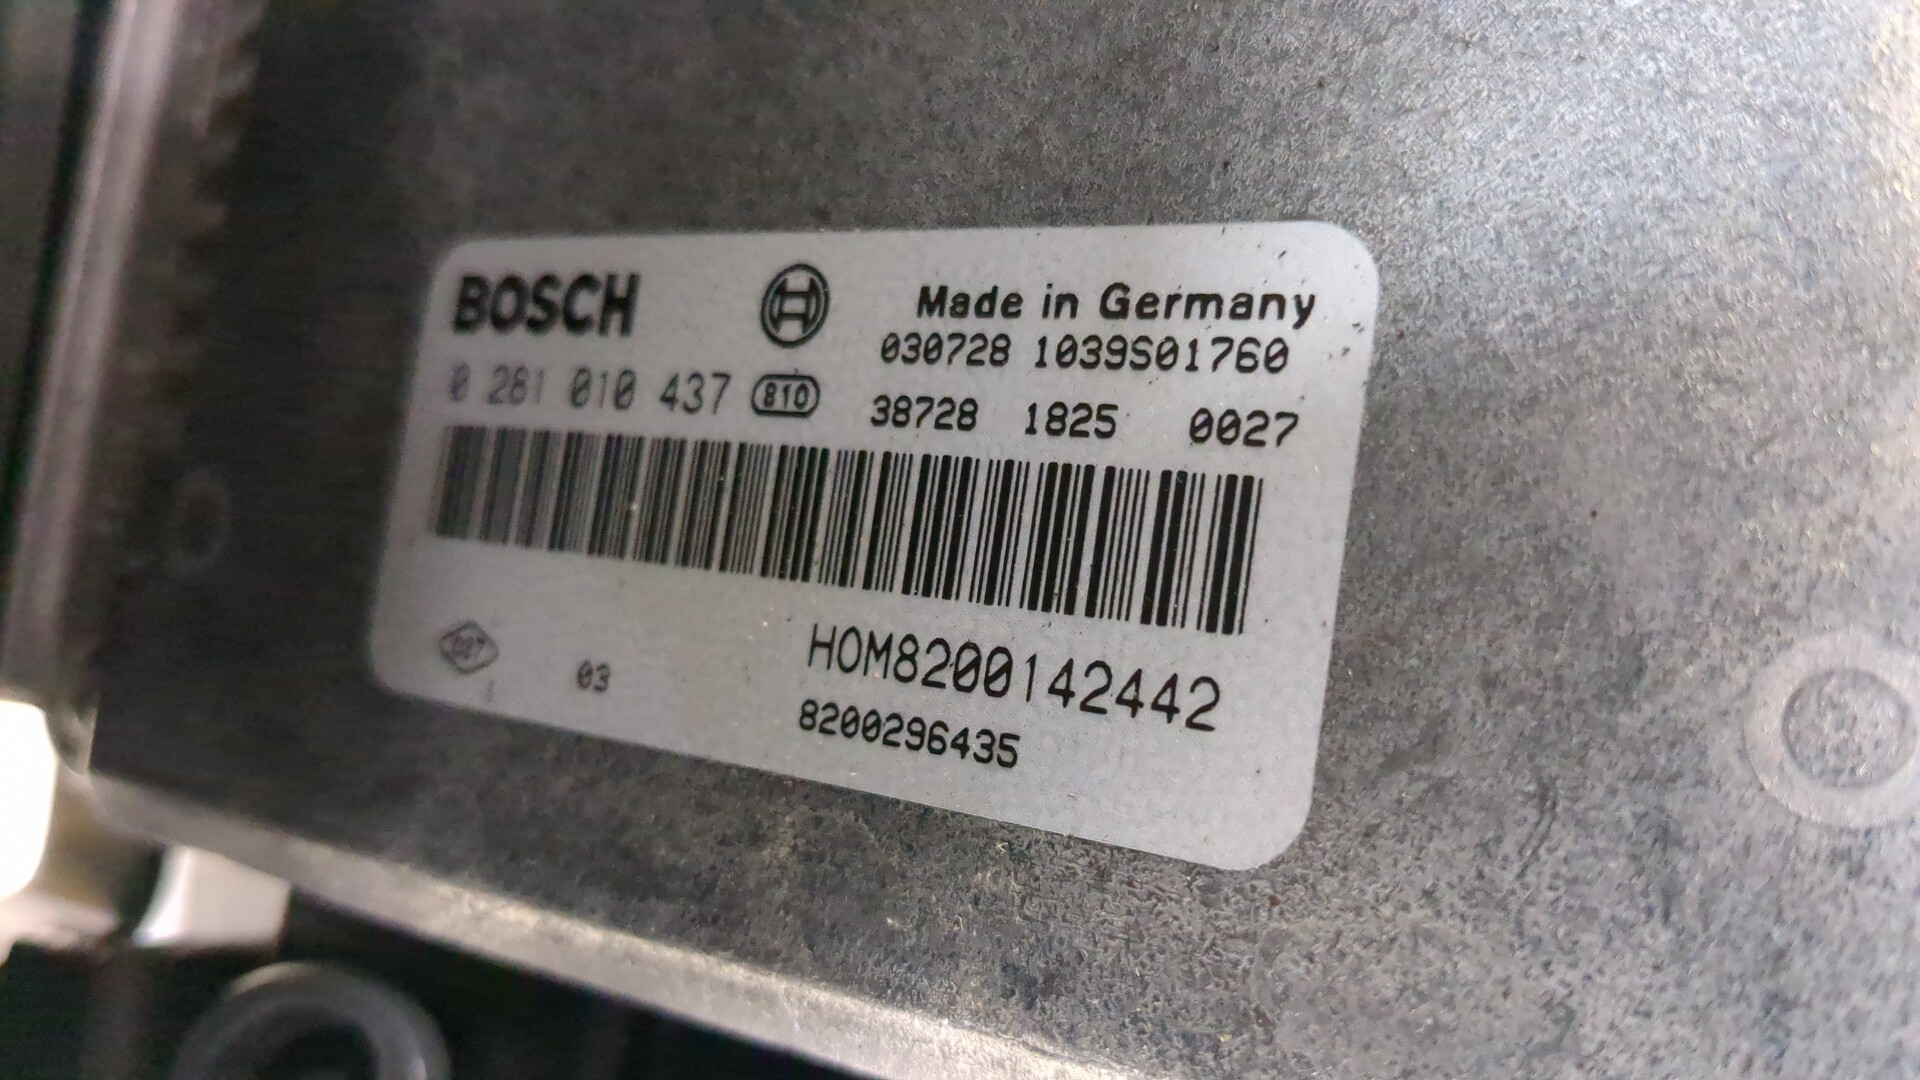 BOSCH
Made in Germany
030728 1039S01760
0 281 010 437 810
38728 1825 0027
03
HOM8200142442
8200296435